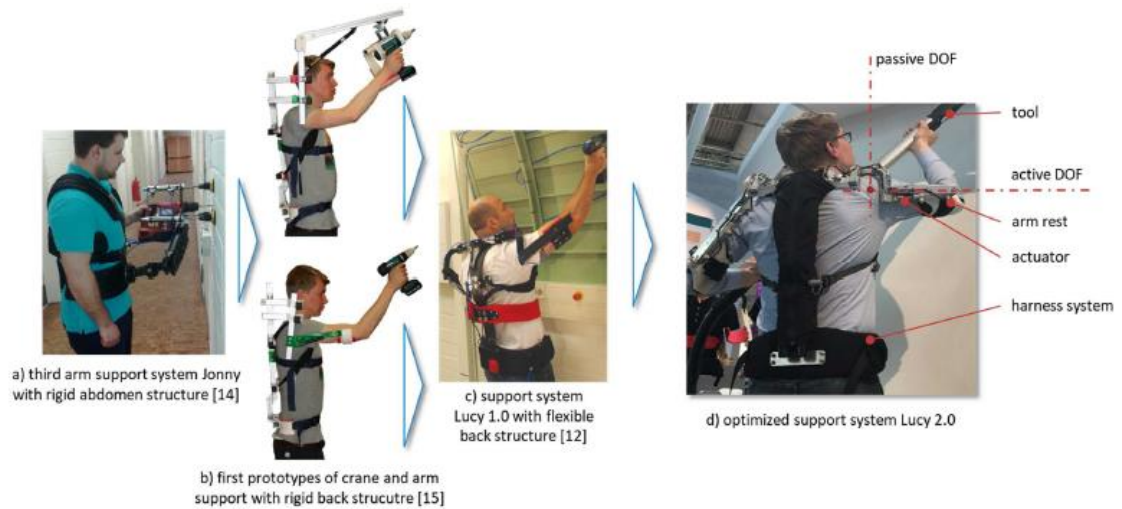 a) third arm support system Jonny
with rigid abdomen structure [14]
b) first prototypes of crane and arm
support with rigid back strucutre [15]
c) support system
Lucy 1.0 with flexible
back structure [12]
passive DOF
tool
active DOF
arm rest
actuator
harness system
d) optimized support system Lucy 2.0